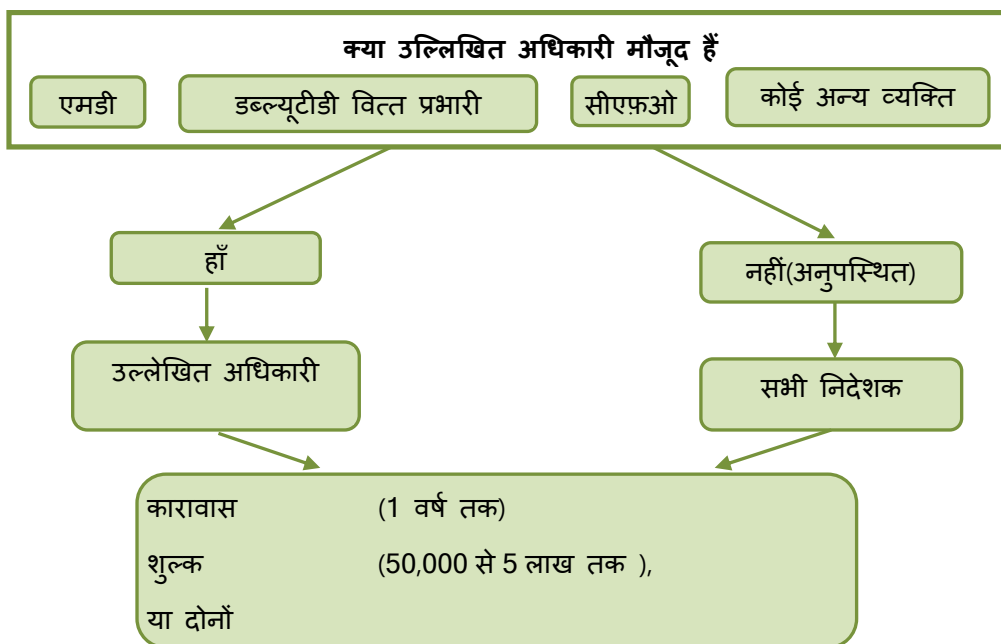 क्या उल्लिखित अधिकारी मौजूद हैं
एमडी
डब्ल्यूटीडी वित्त प्रभारी
सीएफ़ओ
कोई अन्य व्यक्ति
हाँ
नहीं(अनुपस्थित)
उल्लेखित अधिकारी
सभी निदेशक
कारावास (1 वर्ष तक)
शुल्क (50,000 से 5 लाख तक ),
या दोनों